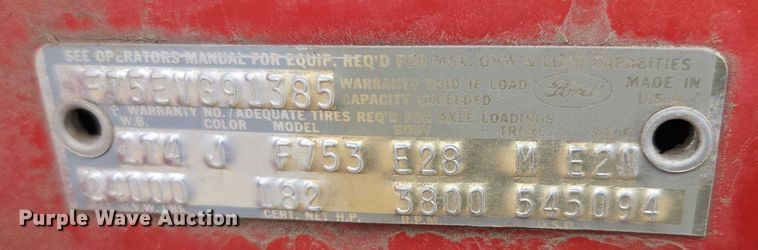 SEE OPERATORS MANUAL FOR EQUIP. REQ'D FOR MAX. GVW & LOAD CAPACITIES
F75EVG91385 WARRANTY VOID IF LOAD CAPACITY EXCEEDED Ford MADE IN U.S.A.
↑ WARRANTY NO./ADEQUATE TIRES REQ'D FOR AXLE LOADINGS
W.B. COLOR MODEL BODY TRANS.
174 J F753 E28 M E2N
24000 182 3800 545094
CERT. NET H.P. R.P.M. D.S.O.
Purple Wave Auction